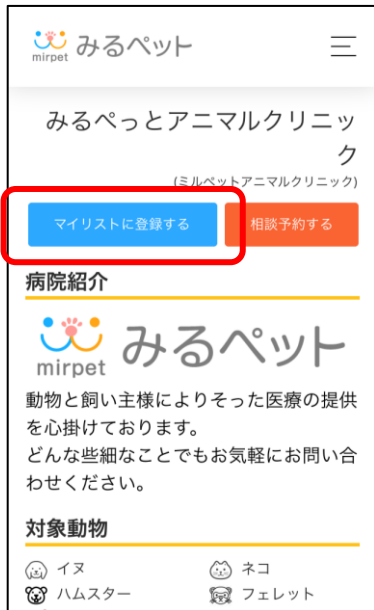 mirpet みるペット
みるぺっとアニマルクリニッ
ク
(ミルペットアニマルクリニック)
マイリストに登録する 相談予約する
病院紹介
mirpet みるペット
動物と飼い主様によりそった医療の提供
を心掛けております。
どんな些細なことでもお気軽にお問い合
わせください。
対象動物
イヌ ネコ
ハムスター フェレット